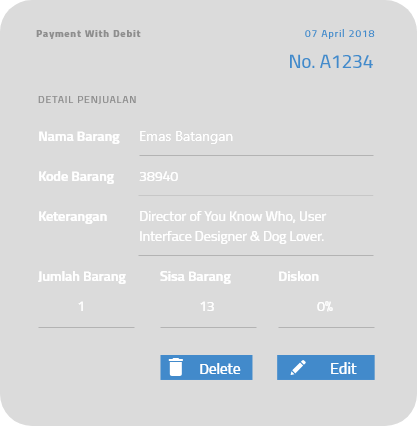 Payment With Debit
07 April 2018
No. A1234
DETAIL PENJUALAN
Nama Barang Emas Batangan
Kode Barang 38940
Keterangan Director of You Know Who, User
Interface Designer & Dog Lover.
Jumlah Barang Sisa Barang Diskon
1 13 0%
Delete Edit